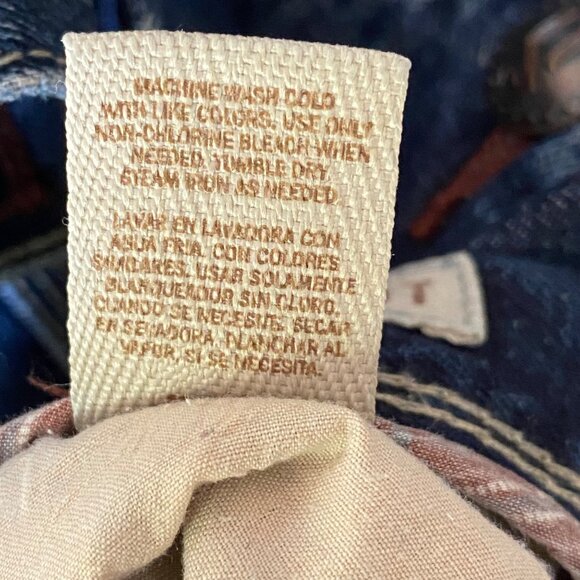 MACHINE WASH COLD
WITH LIKE COLORS. USE ONLY
NON-CHLORINE BLEACH WHEN
NEEDED. TUMBLE DRY.
STEAM IRON AS NEEDED.
LAVAR EN LAVADORA CON
AGUA FRIA, CON COLORES
SIMILARES. USAR SOLAMENTE
BLANQUEADOR SIN CLORO,
CUANDO SE NECESITE. SECAR
EN SECADORA. PLANCHAR AL
VAPOR, SI SE NECESITA.